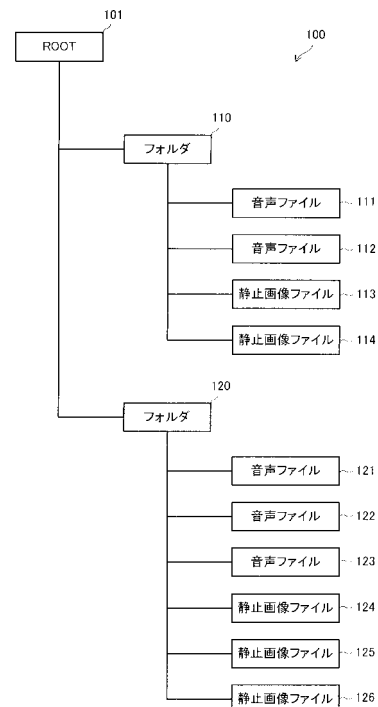 101
ROOT
100
110
フォルダ
音声ファイル 111
音声ファイル 112
静止画像ファイル 113
静止画像ファイル 114
120
フォルダ
音声ファイル 121
音声ファイル 122
音声ファイル 123
静止画像ファイル 124
静止画像ファイル 125
静止画像ファイル 126